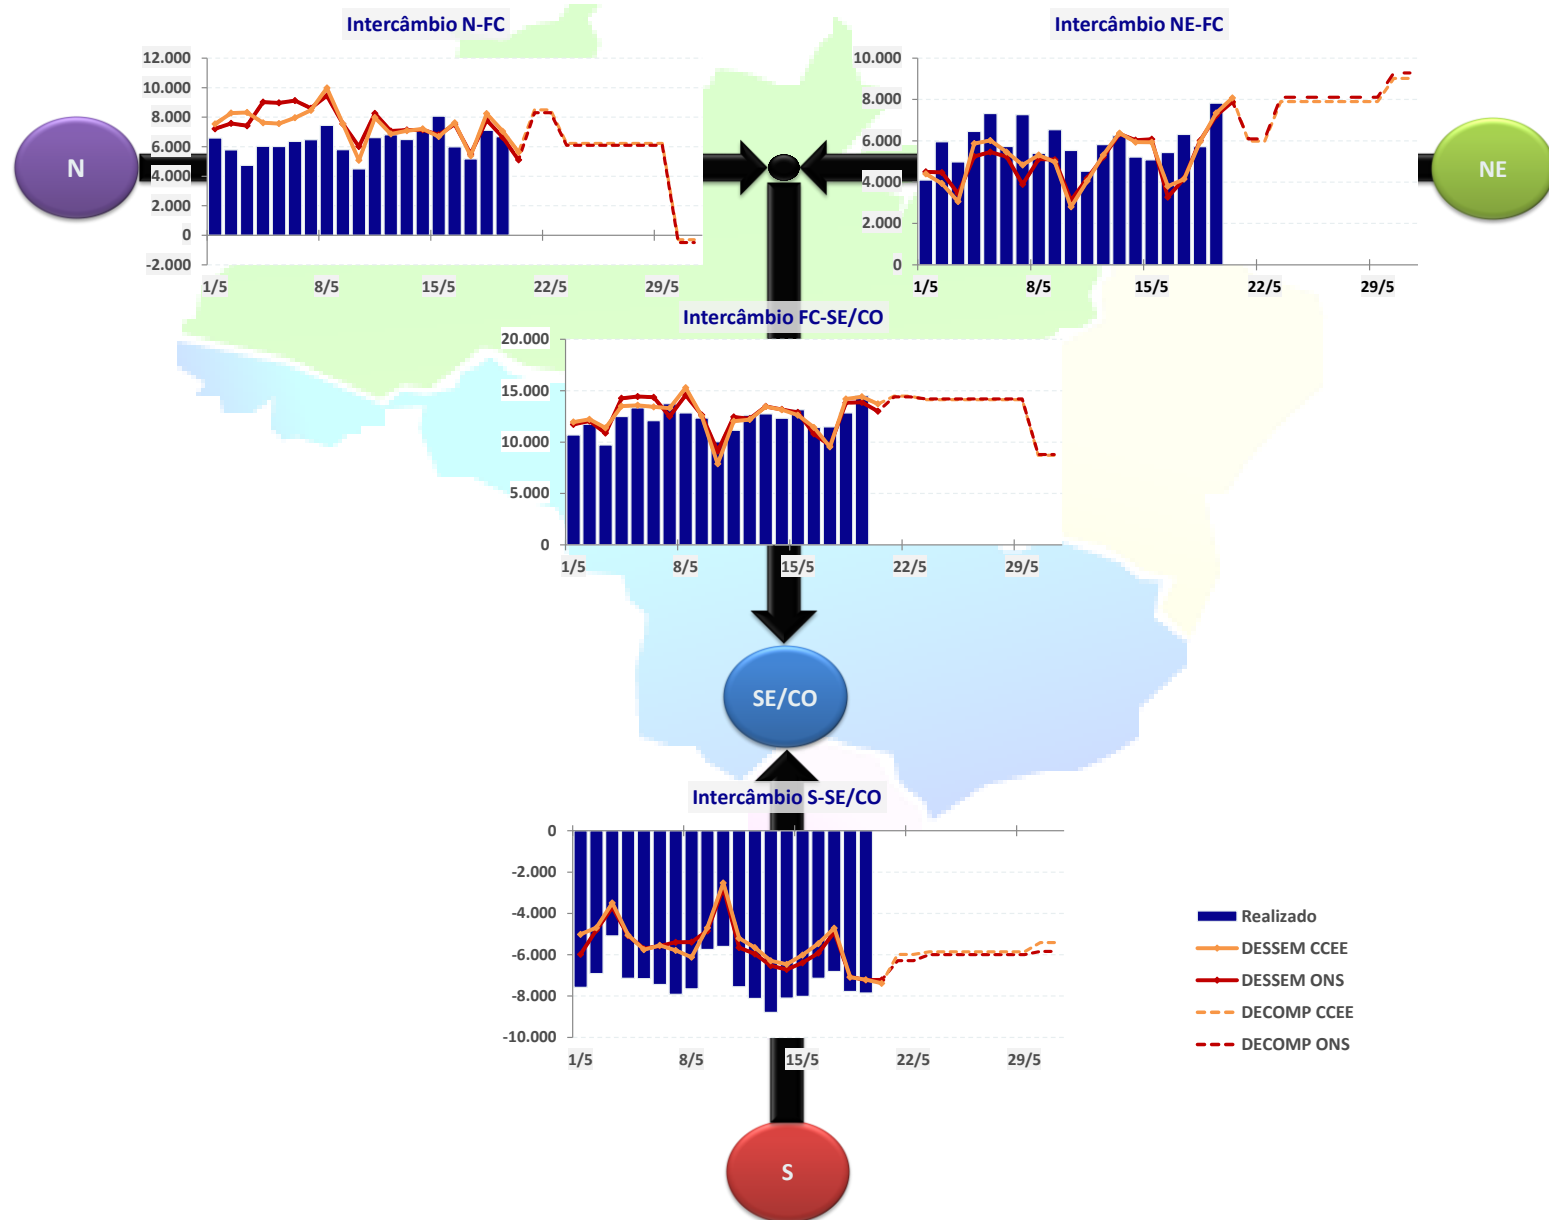 Intercâmbio N-FC
12.000
10.000
8.000
6.000
4.000
2.000
0
-2.000
1/5 8/5 15/5 22/5 29/5
Intercâmbio NE-FC
10.000
8.000
6.000
4.000
2.000
0
1/5 8/5 15/5 22/5 29/5
N
NE
Intercâmbio FC-SE/CO
20.000
15.000
10.000
5.000
0
1/5 8/5 15/5 22/5 29/5
SE/CO
Intercâmbio S-SE/CO
0
-2.000
-4.000
-6.000
-8.000
-10.000
1/5 8/5 15/5 22/5 29/5
Realizado
DESSEM CCEE
DESSEM ONS
DECOMP CCEE
DECOMP ONS
S